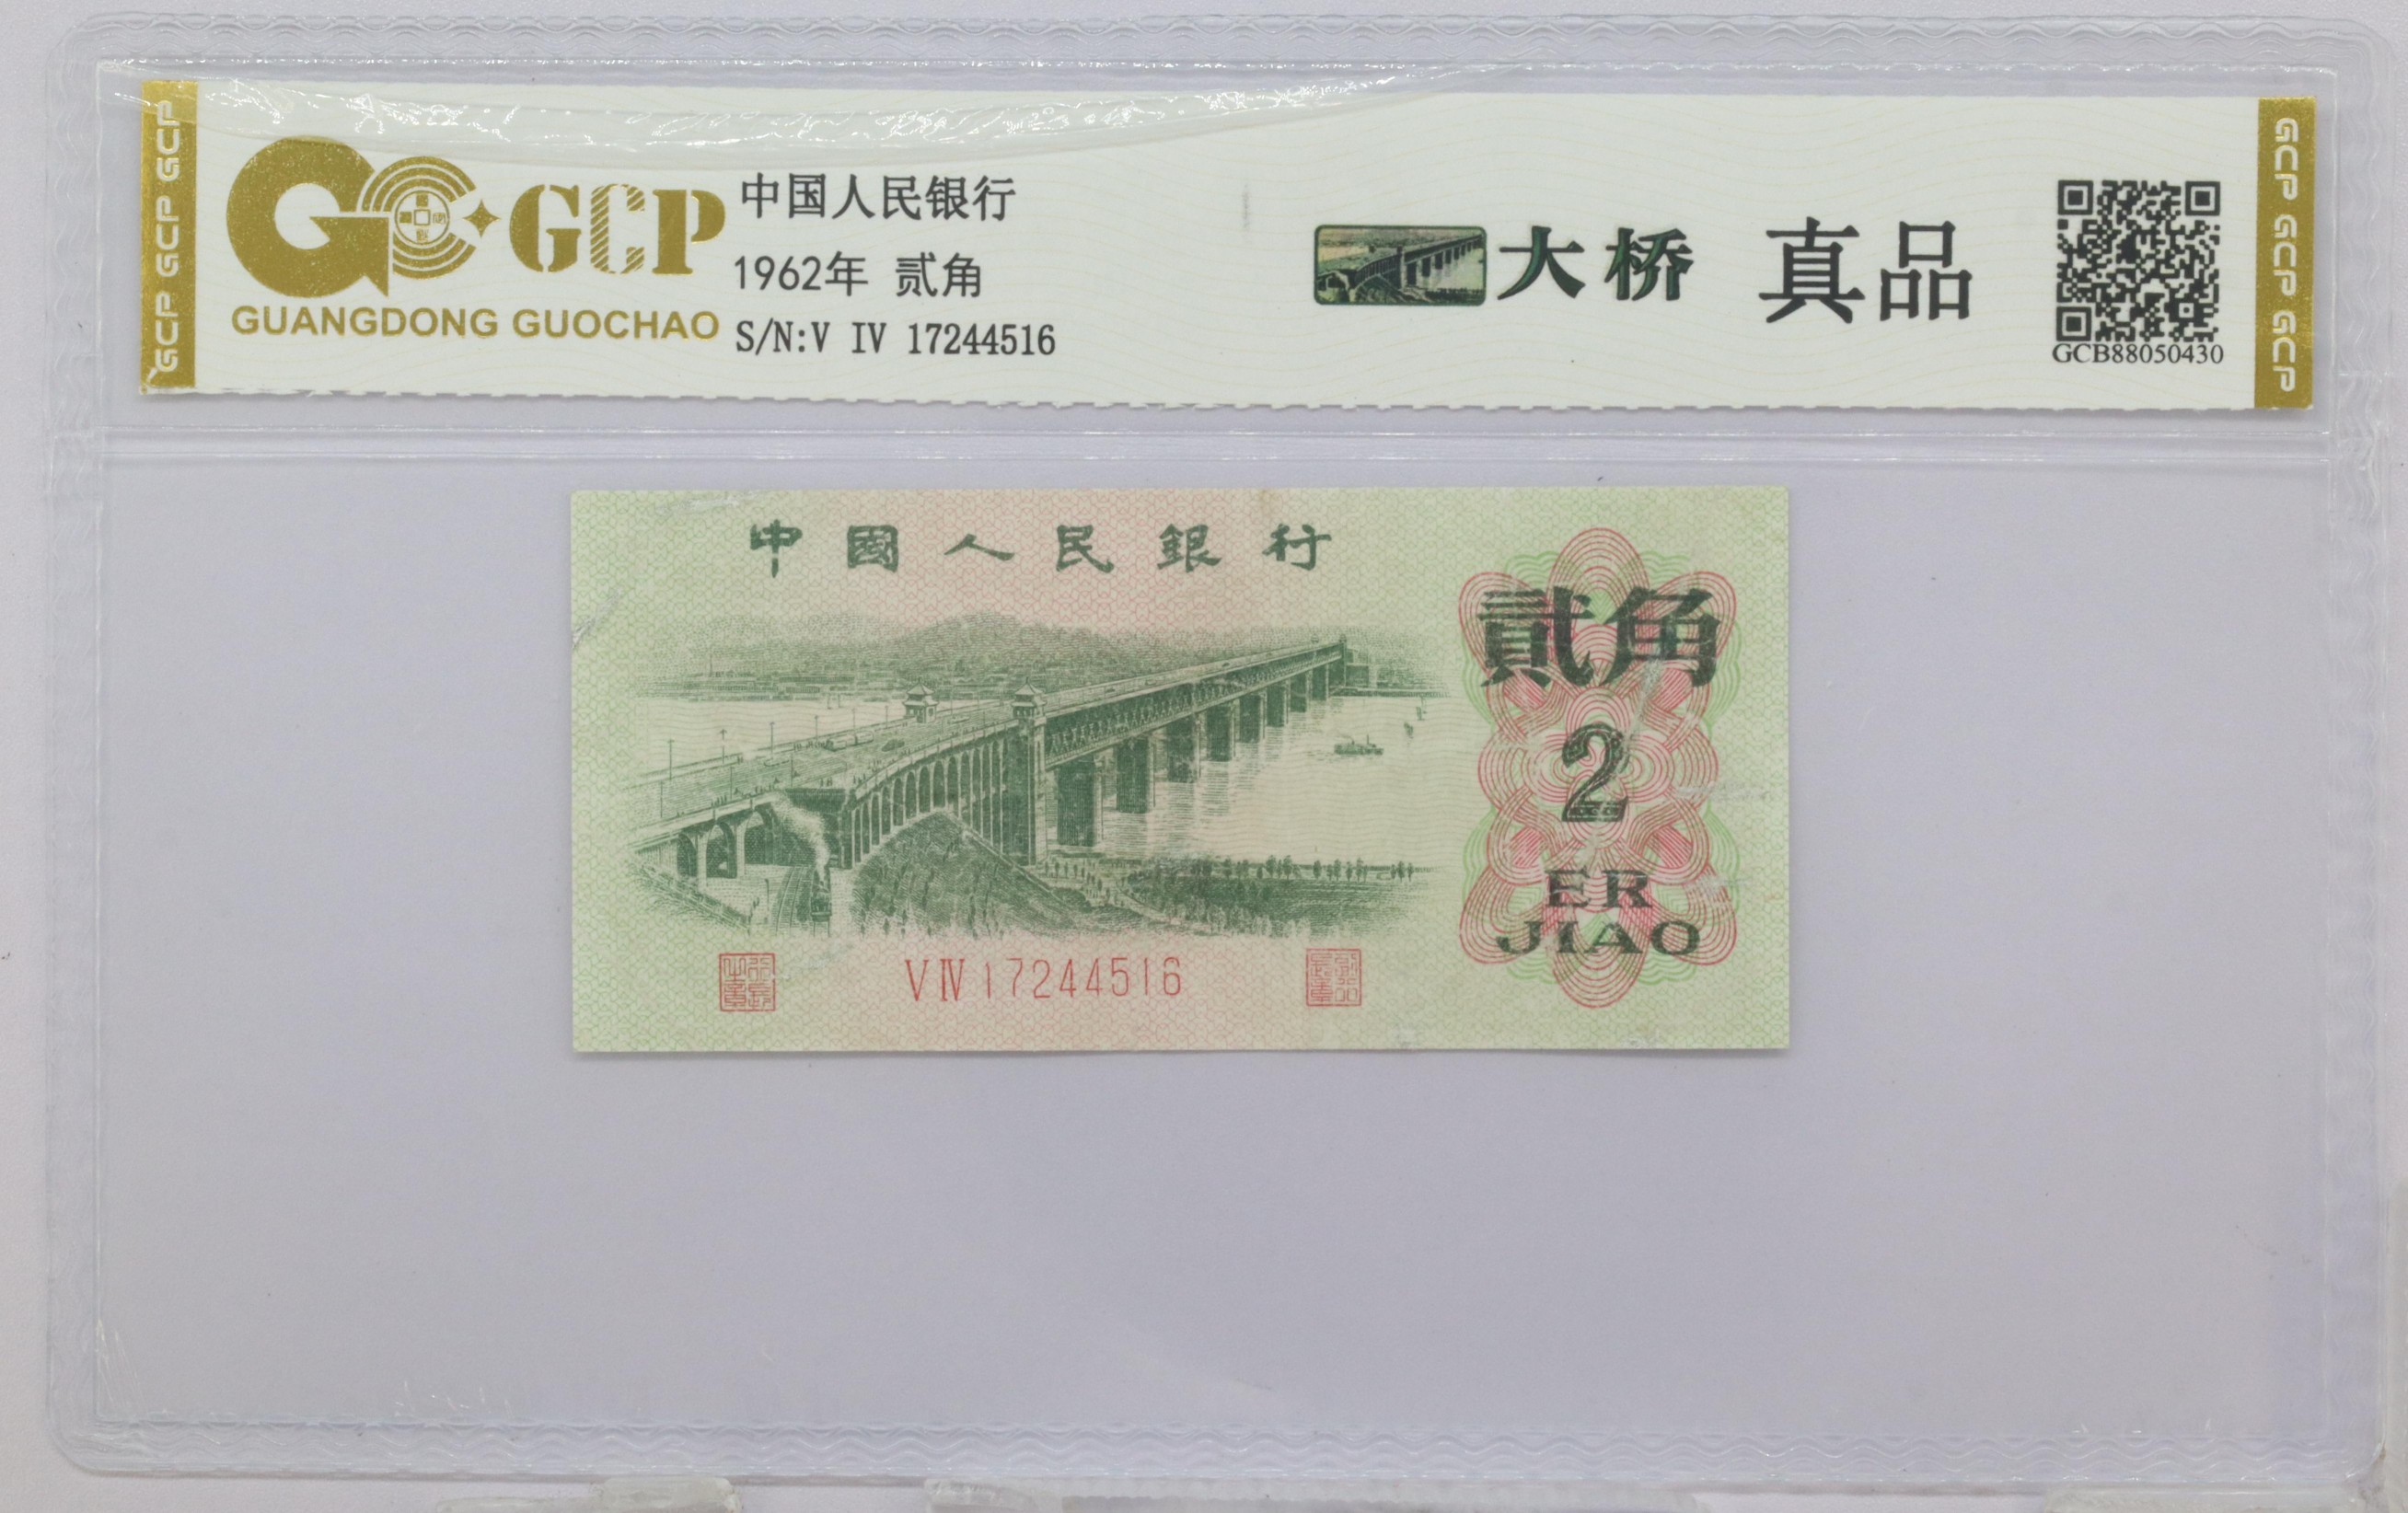 GCP GCP GCP
GCP
GUANGDONG GUOCHAO
中国人民银行
1962年 贰角
S/N:V IV 17244516
大桥 真品
GCB88050430
GCP GCP GCP
中國人民銀行
貳角
2
ER
JIAO
V IV 17244516